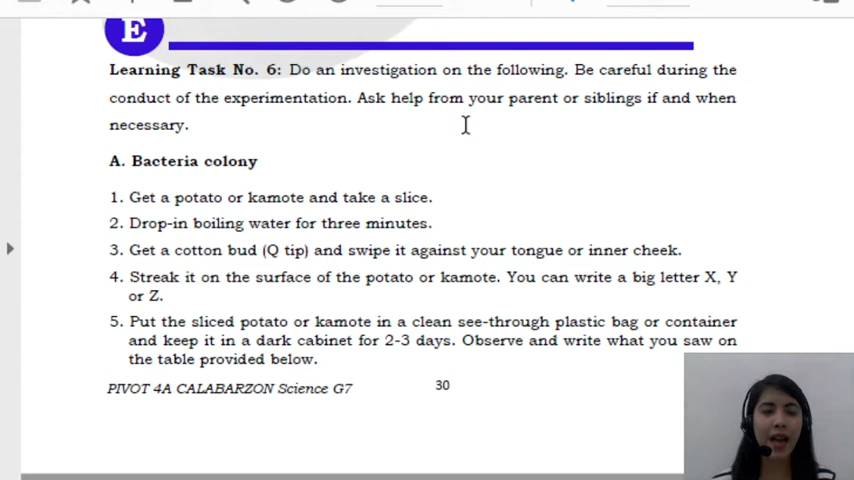 E
Learning Task No. 6: Do an investigation on the following. Be careful during the
conduct of the experimentation. Ask help from your parent or siblings if and when
necessary.
A. Bacteria colony
1. Get a potato or kamote and take a slice.
2. Drop-in boiling water for three minutes.
3. Get a cotton bud (Q tip) and swipe it against your tongue or inner cheek.
4. Streak it on the surface of the potato or kamote. You can write a big letter X, Y
or Z.
5. Put the sliced potato or kamote in a clean see-through plastic bag or container
and keep it in a dark cabinet for 2-3 days. Observe and write what you saw on
the table provided below.
PIVOT 4A CALABARZON Science G7
30